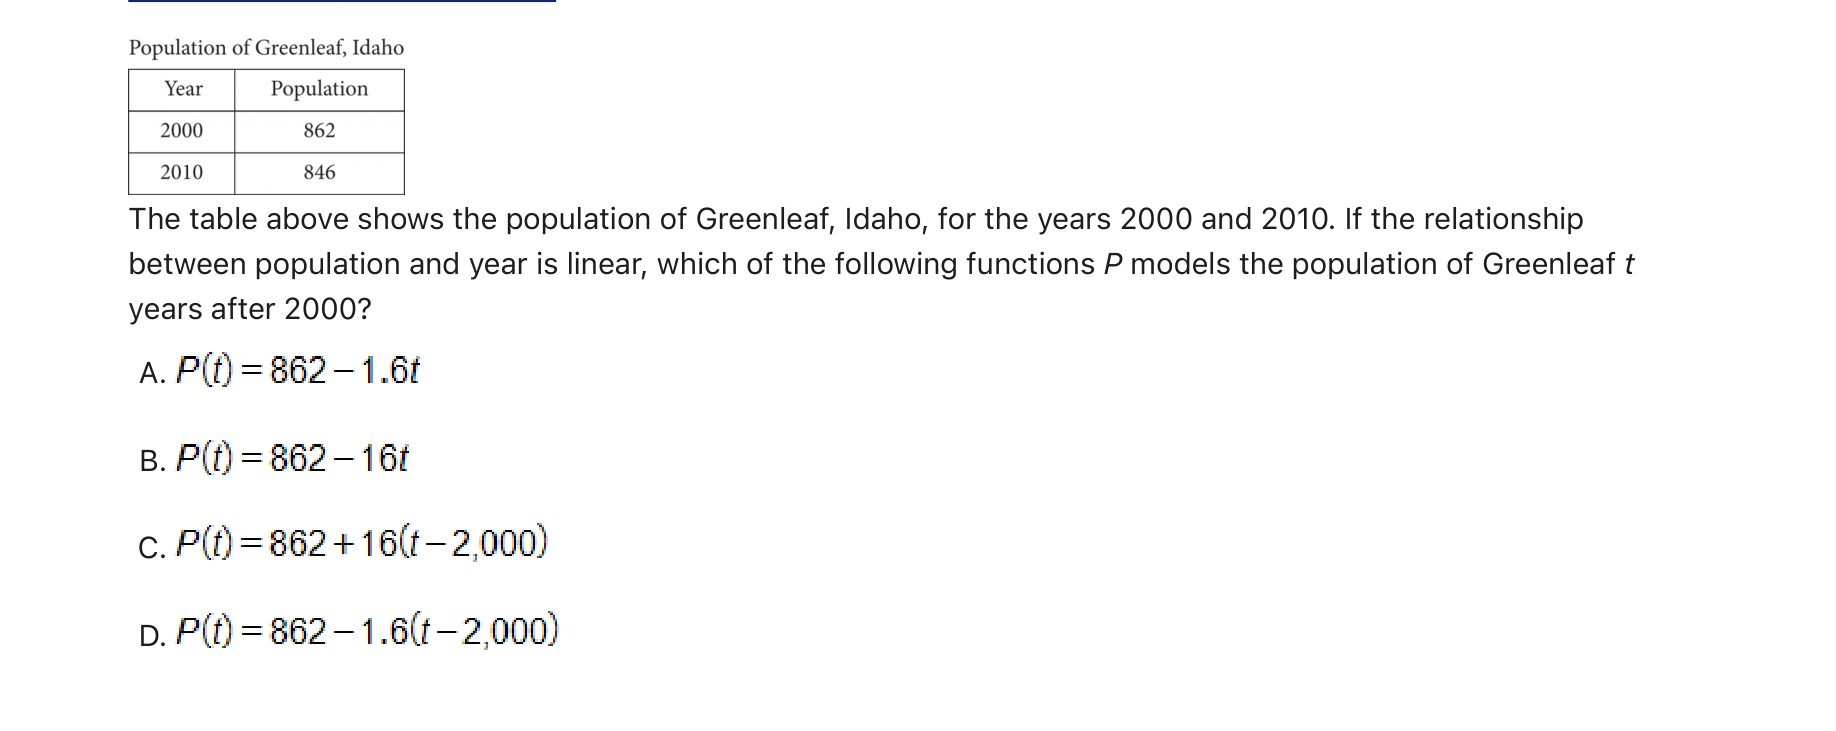 Population of Greenleaf, Idaho
Year Population
2000 862
2010 846
The table above shows the population of Greenleaf, Idaho, for the years 2000 and 2010. If the relationship
between population and year is linear, which of the following functions P models the population of Greenleaf t
years after 2000?
A. P(t) = 862 – 1.6t
B. P(t) = 862 – 16t
C. P(t) = 862 + 16(t – 2,000)
D. P(t) = 862 – 1.6(t – 2,000)